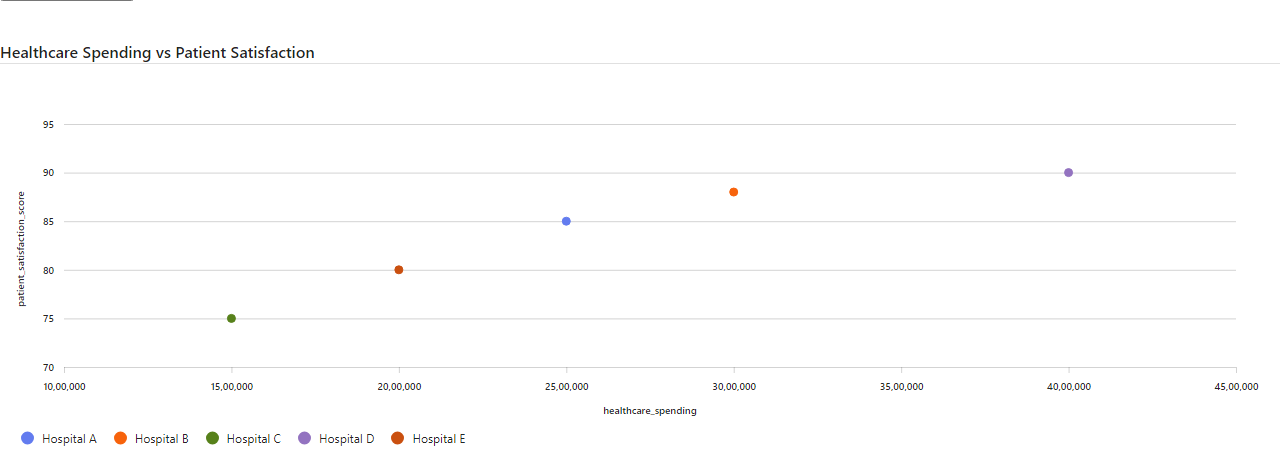 Healthcare Spending vs Patient Satisfaction
95
90
85
80
75
70
patient_satisfaction_score
10,00,000 15,00,000 20,00,000 25,00,000 30,00,000 35,00,000 40,00,000 45,00,000
healthcare_spending
Hospital A Hospital B Hospital C Hospital D Hospital E